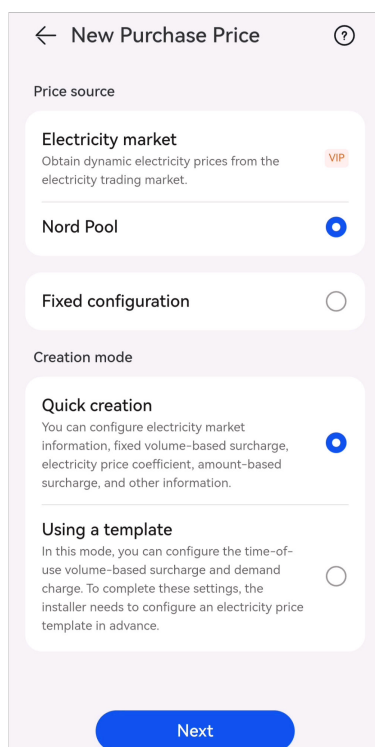 New Purchase Price
?
Price source
Electricity market
Obtain dynamic electricity prices from the
electricity trading market.
VIP
Nord Pool
Fixed configuration
Creation mode
Quick creation
You can configure electricity market
information, fixed volume-based surcharge,
electricity price coefficient, amount-based
surcharge, and other information.
Using a template
In this mode, you can configure the time-of-
use volume-based surcharge and demand
charge. To complete these settings, the
installer needs to configure an electricity price
template in advance.
Next